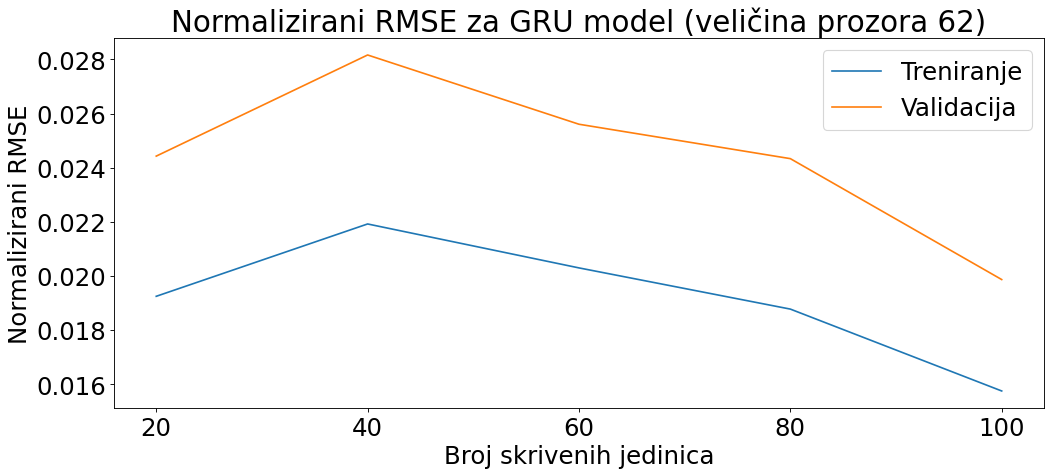 Normalizirani RMSE za GRU model (veličina prozora 62)
Treniranje
Validacija
Normalizirani RMSE
0.028
0.026
0.024
0.022
0.020
0.018
0.016
20 40 60 80 100
Broj skrivenih jedinica